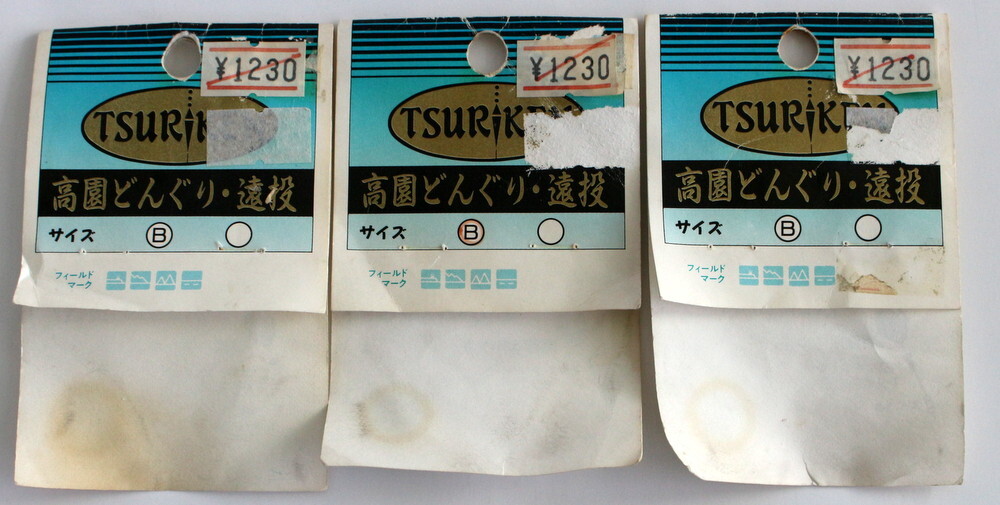 ¥1230
TSURiK
高園どんぐり・遠投
サイズ Ⓑ
フィールド
マーク
¥1230
TSURiKEN
高園どんぐり・遠投
サイズ Ⓑ
フィールド
マーク
¥1230
TSURiKEN
高園どんぐり・遠投
サイズ Ⓑ
フィールド
マーク